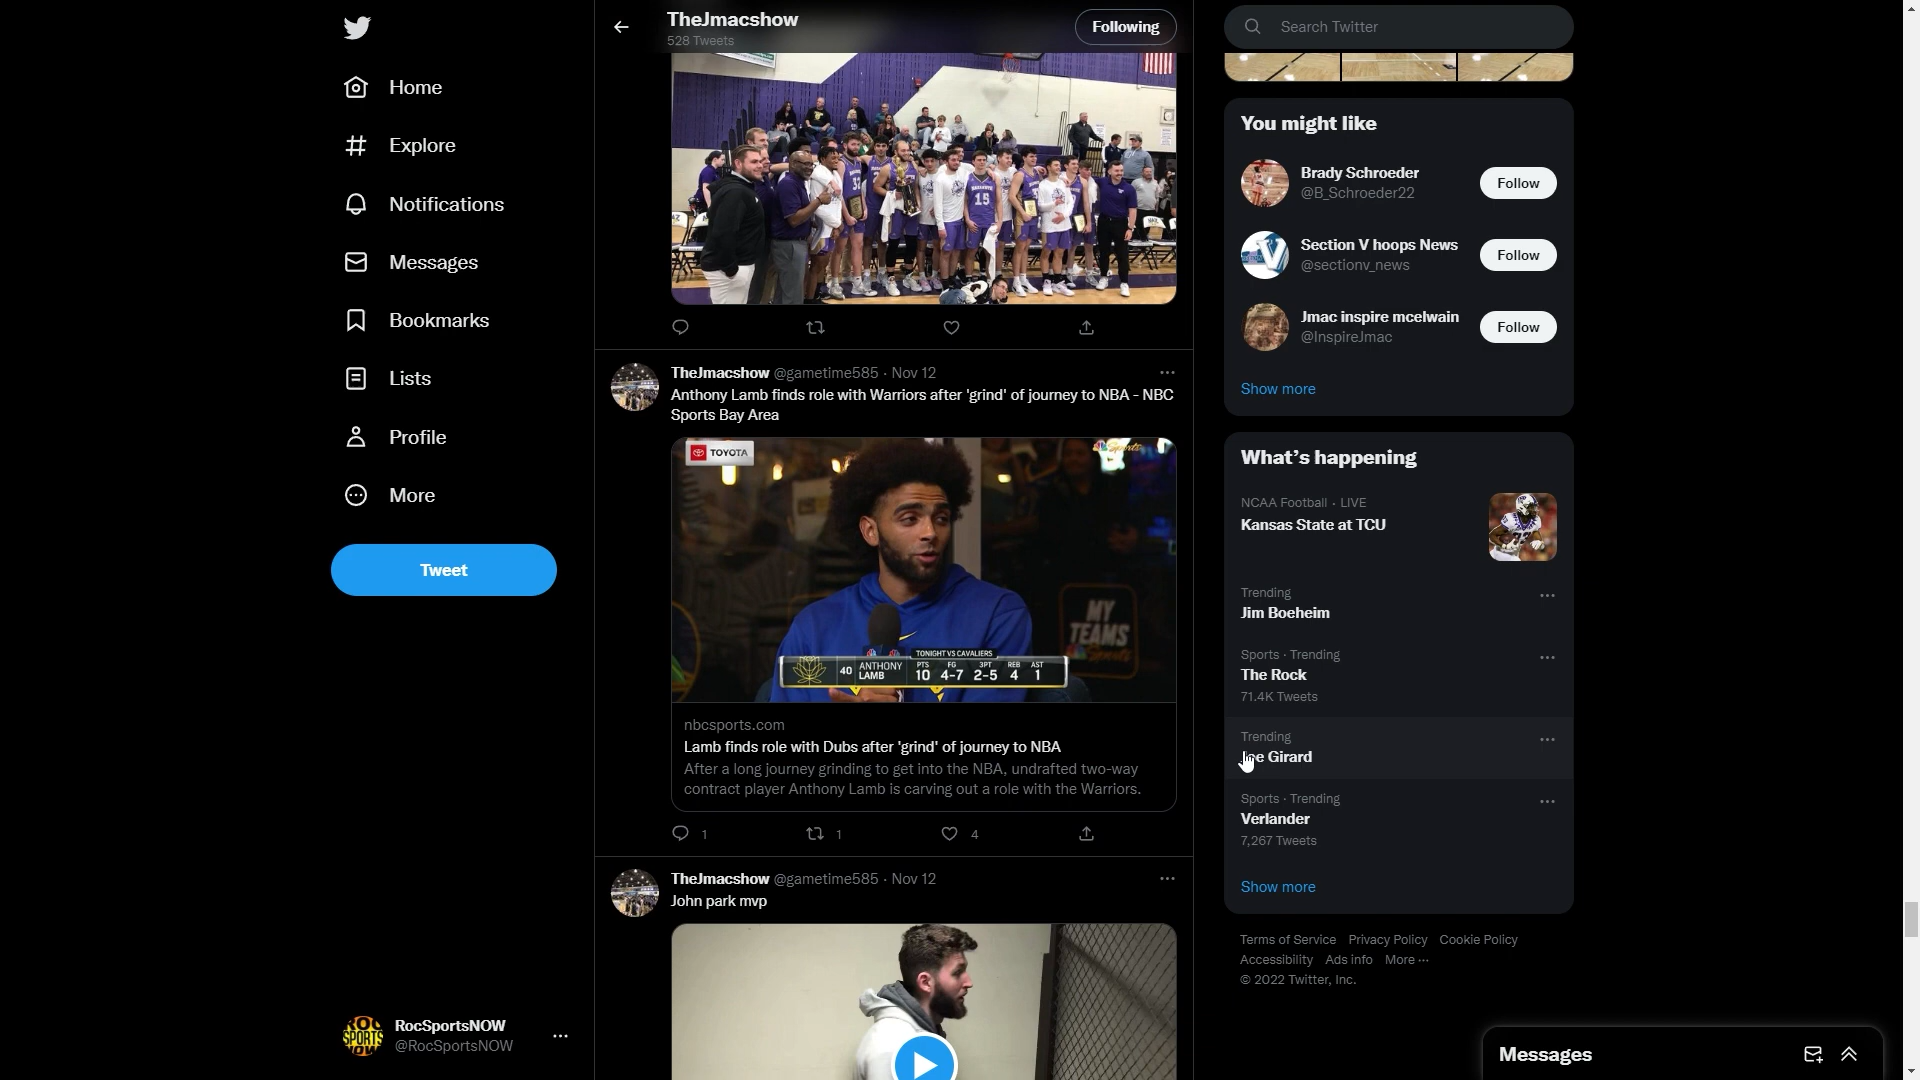 Home
Explore
Notifications
Messages
Bookmarks
Lists
Profile
More
Tweet
RocSportsNOW
@RocSportsNOW
TheJmacshow
528 Tweets
Following
15
TheJmacshow @gametime585 · Nov 12
Anthony Lamb finds role with Warriors after 'grind' of journey to NBA - NBC
Sports Bay Area
TOYOTA
Sports
MY
TEAMS
TONIGHT VS CAVALIERS
40 ANTHONY LAMB
PTS FG 3PT REB AST
10 4-7 2-5 4 1
nbcsports.com
Lamb finds role with Dubs after 'grind' of journey to NBA
After a long journey grinding to get into the NBA, undrafted two-way
contract player Anthony Lamb is carving out a role with the Warriors.
1 1 4
TheJmacshow @gametime585 · Nov 12
John park mvp
Search Twitter
You might like
Brady Schroeder
@B_Schroeder22
Follow
Section V hoops News
@sectionv_news
Follow
Jmac inspire mcelwain
@InspireJmac
Follow
Show more
What's happening
NCAA Football · LIVE
Kansas State at TCU
Trending
Jim Boeheim
Sports · Trending
The Rock
71.4K Tweets
Trending
Joe Girard
Sports · Trending
Verlander
7,267 Tweets
Show more
Terms of Service Privacy Policy Cookie Policy
Accessibility Ads info More ···
© 2022 Twitter, Inc.
Messages